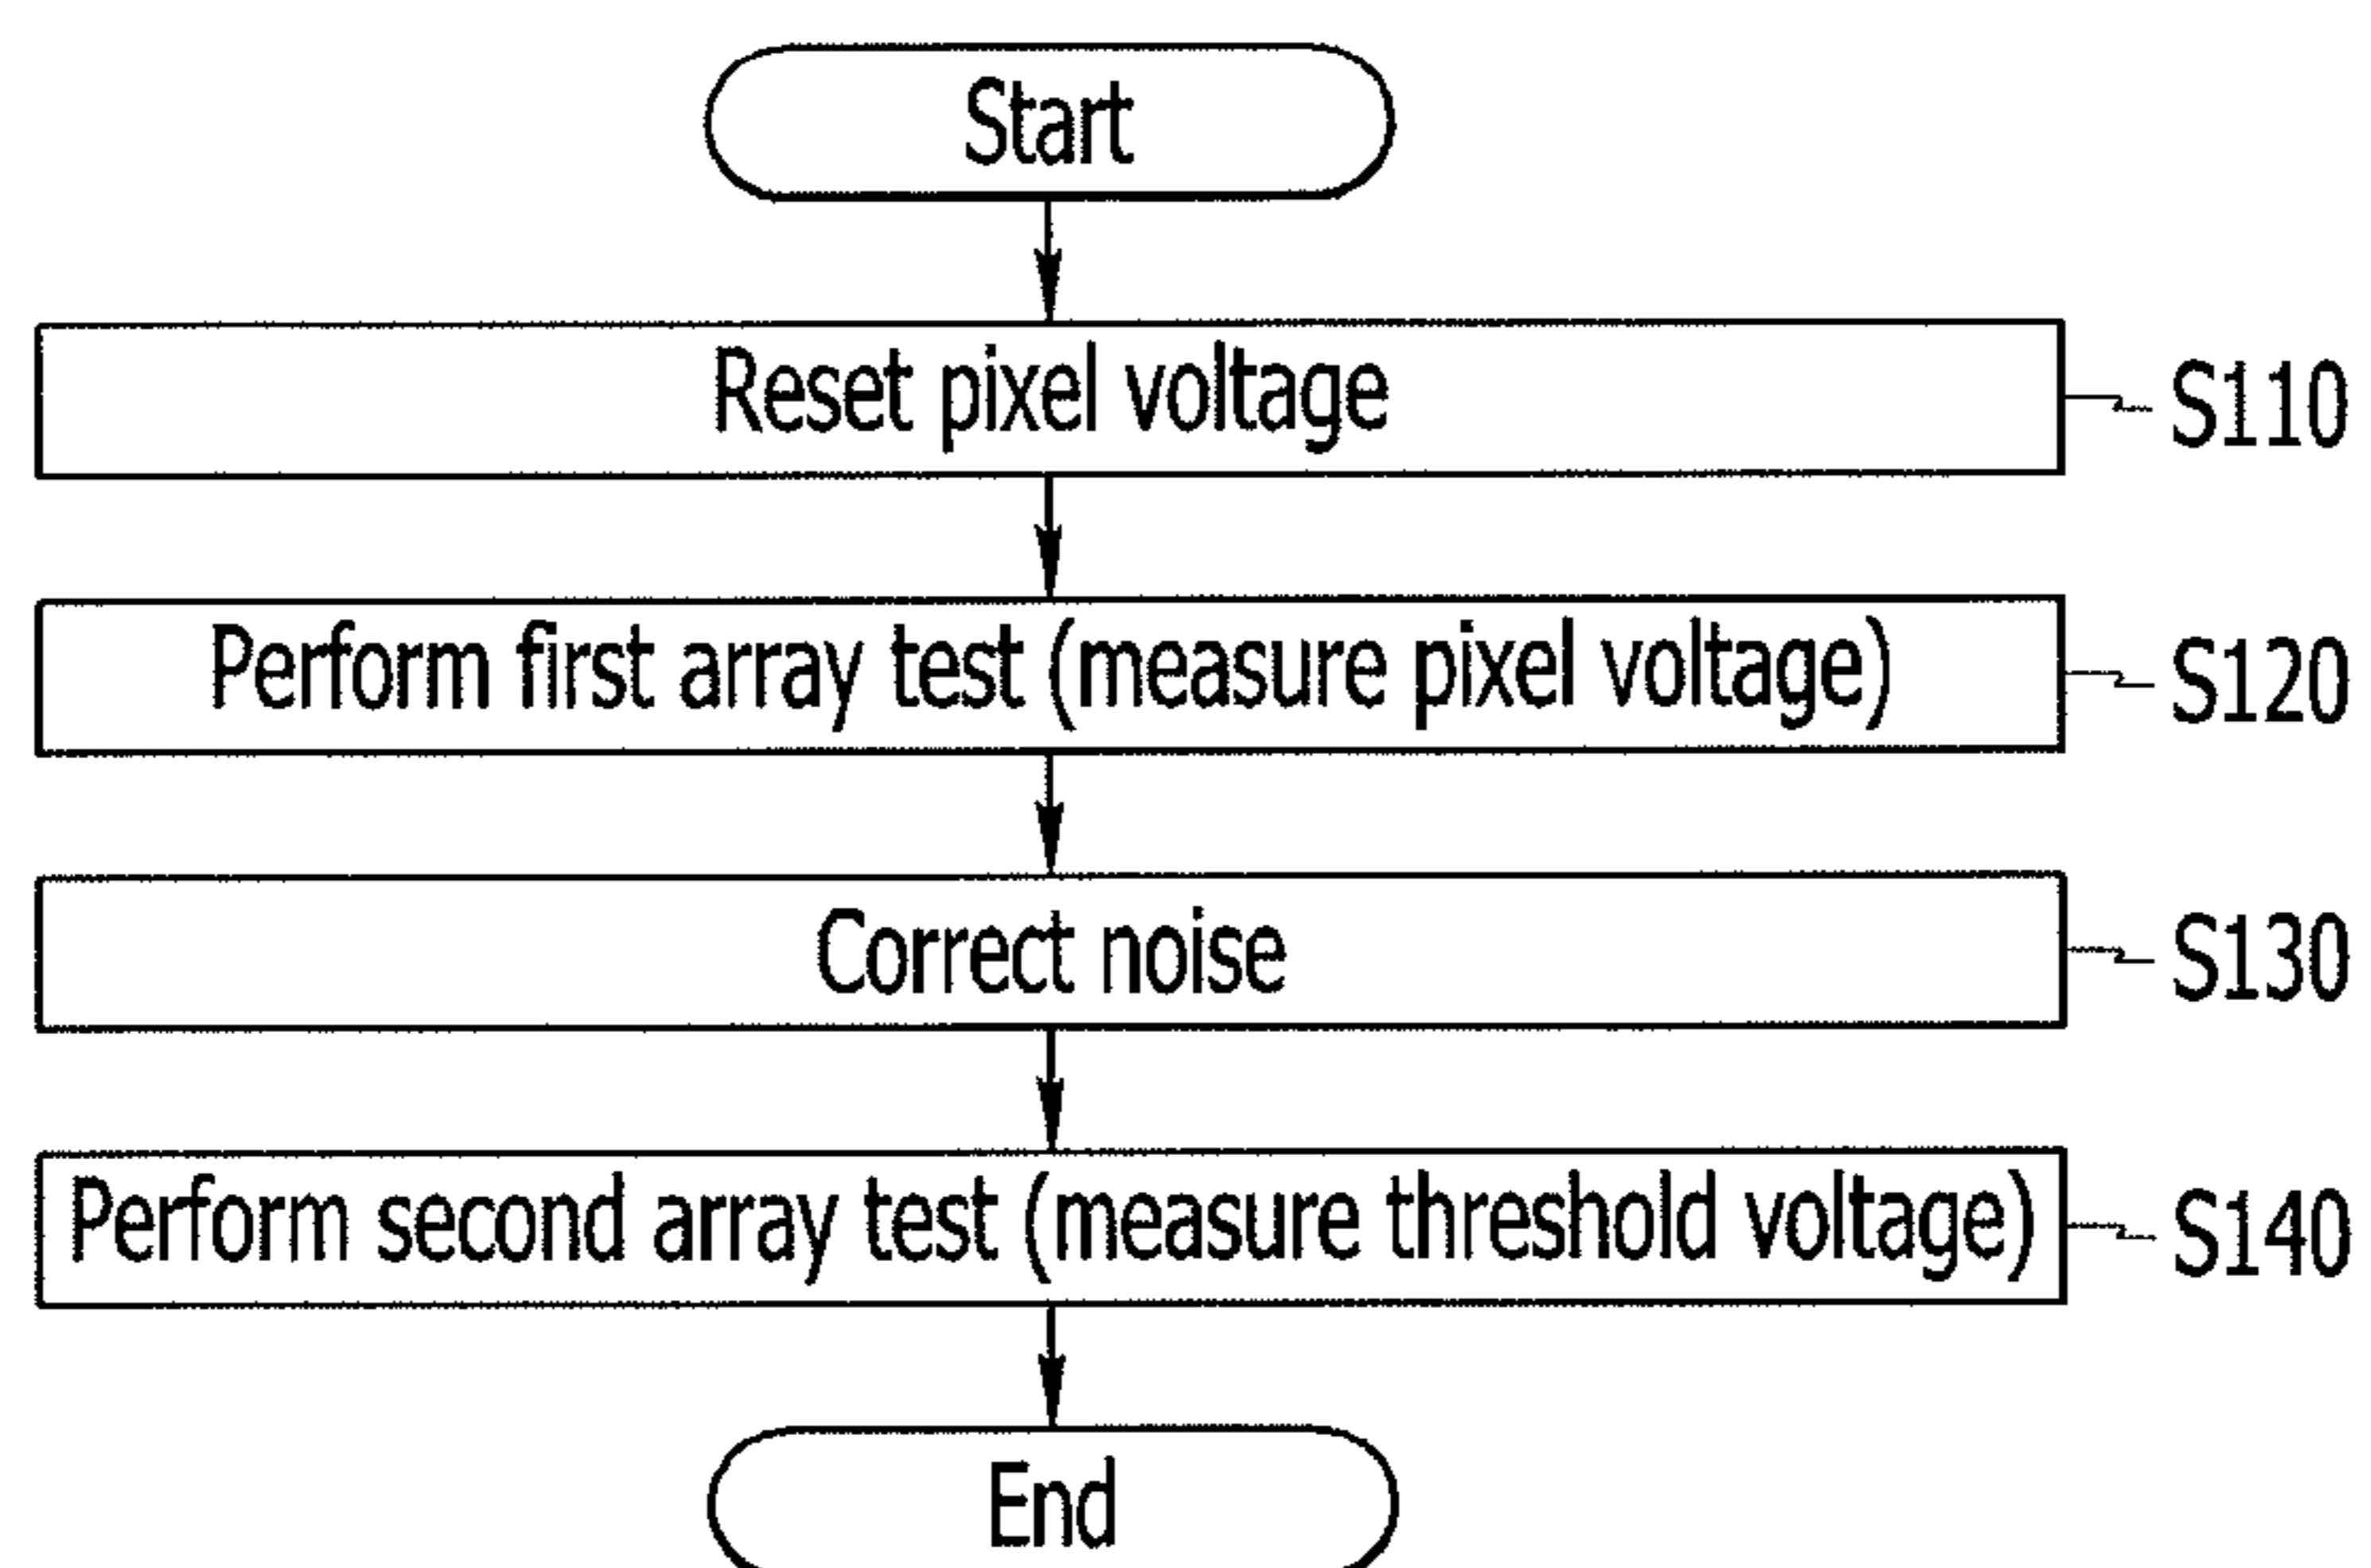 Start
Reset pixel voltage
S110
Perform first array test (measure pixel voltage)
S120
Correct noise
S130
Perform second array test (measure threshold voltage)
S140
End